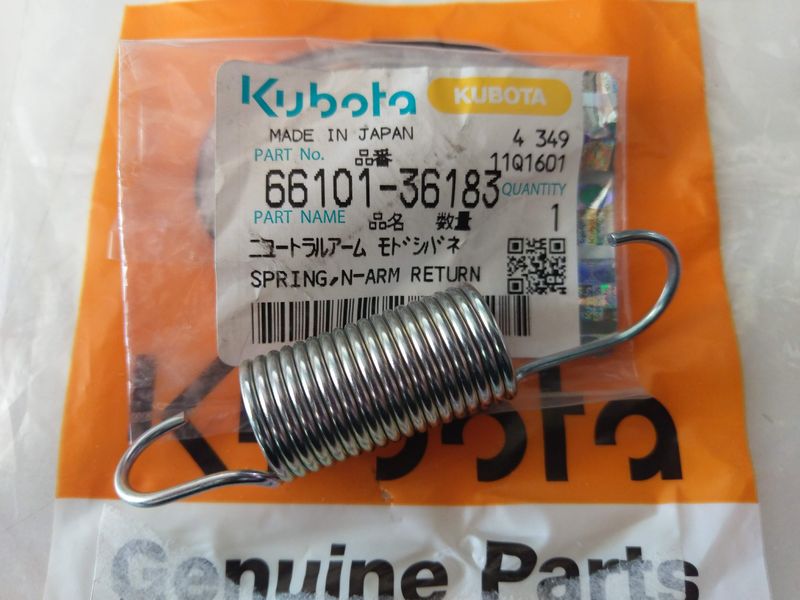 Kubota KUBOTA
MADE IN JAPAN 4 349
PART No. 品番 11Q1601
66101-36183 QUANTITY
PART NAME 品名 数量 1
ニュートラルアーム モドシバネ
SPRING,N-ARM RETURN
Kubota
Genuine Parts